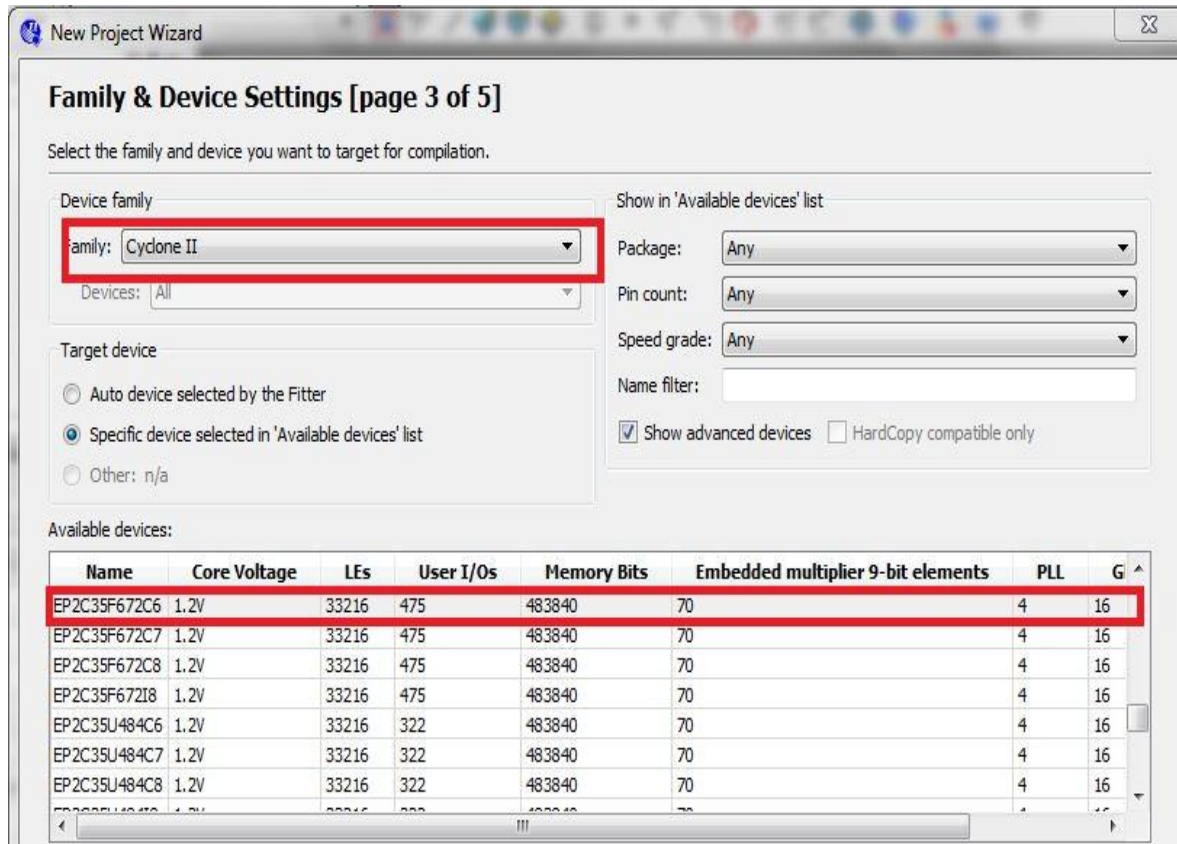 New Project Wizard
Family & Device Settings [page 3 of 5]
Select the family and device you want to target for compilation.
Device family
Family: Cyclone II
Devices: All
Show in 'Available devices' list
Package: Any
Pin count: Any
Speed grade: Any
Name filter:
Show advanced devices HardCopy compatible only
Target device
Auto device selected by the Fitter
Specific device selected in 'Available devices' list
Other: n/a
Available devices:
Name Core Voltage LEs User I/Os Memory Bits Embedded multiplier 9-bit elements PLL
EP2C35F672C6 1.2V 33216 475 483840 70 4 16
EP2C35F672C7 1.2V 33216 475 483840 70 4 16
EP2C35F672C8 1.2V 33216 475 483840 70 4 16
EP2C35F672I8 1.2V 33216 475 483840 70 4 16
EP2C35U484C6 1.2V 33216 322 483840 70 4 16
EP2C35U484C7 1.2V 33216 322 483840 70 4 16
EP2C35U484C8 1.2V 33216 322 483840 70 4 16